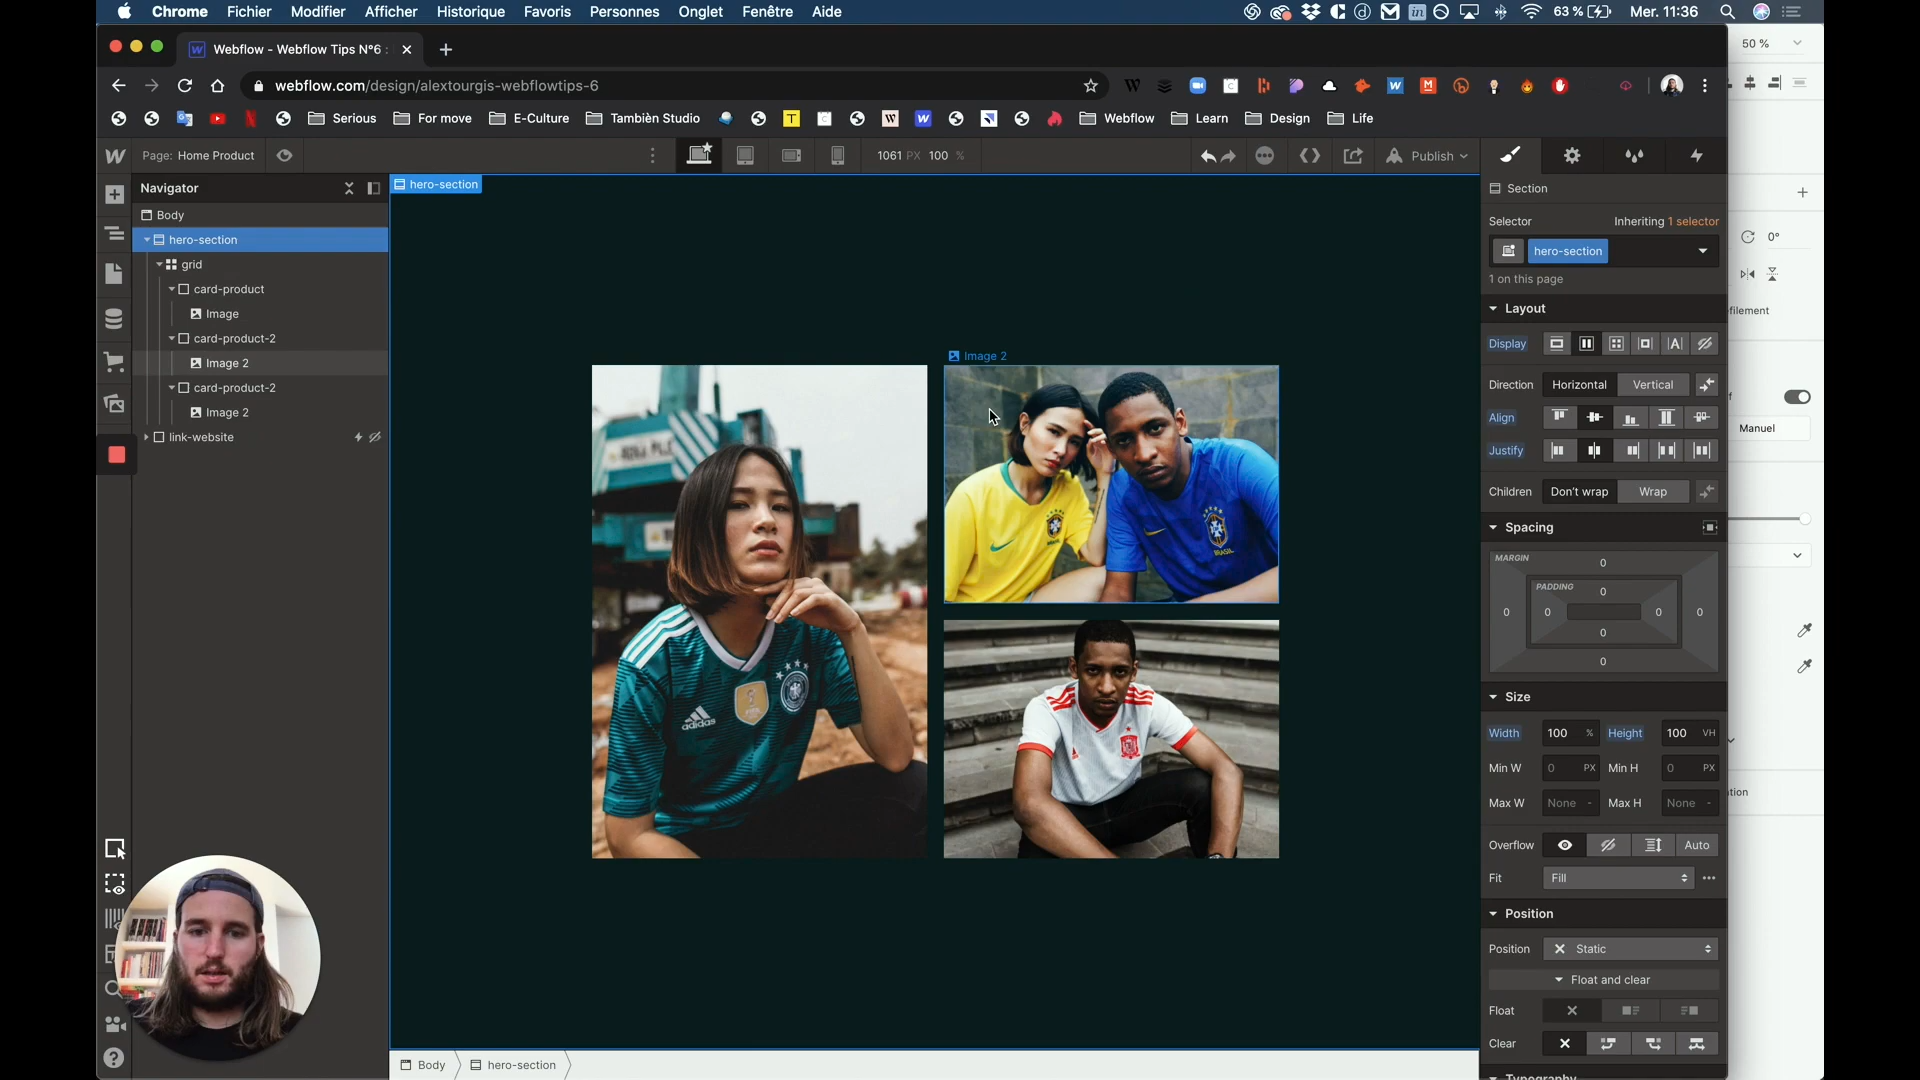 Chrome Fichier Modifier Afficher Historique Favoris Personnes Onglet Fenêtre Aide 63 % Mer. 11:36
Webflow - Webflow Tips N°6 :
50 %
webflow.com/design/alextourgis-webflowtips-6
Serious For move E-Culture Tambièn Studio Webflow Learn Design Life
Page: Home Product 1061 PX 100 % Publish
Navigator
Body
hero-section
grid
card-product
Image
card-product-2
Image 2
card-product-2
Image 2
link-website
hero-section
Image 2
adidas
BRASIL
Section
Selector Inheriting 1 selector
hero-section
1 on this page
Layout
Display
Direction Horizontal Vertical
Align
Justify
Children Don't wrap Wrap
Spacing
MARGIN 0
PADDING 0
0 0 0 0
0
0
Size
Width 100 % Height 100 VH
Min W 0 PX Min H 0 PX
Max W None - Max H None -
Overflow Auto
Fit Fill
Position
Position Static
Float and clear
Float
Clear
Typography
0°
filement
Manuel
Body hero-section